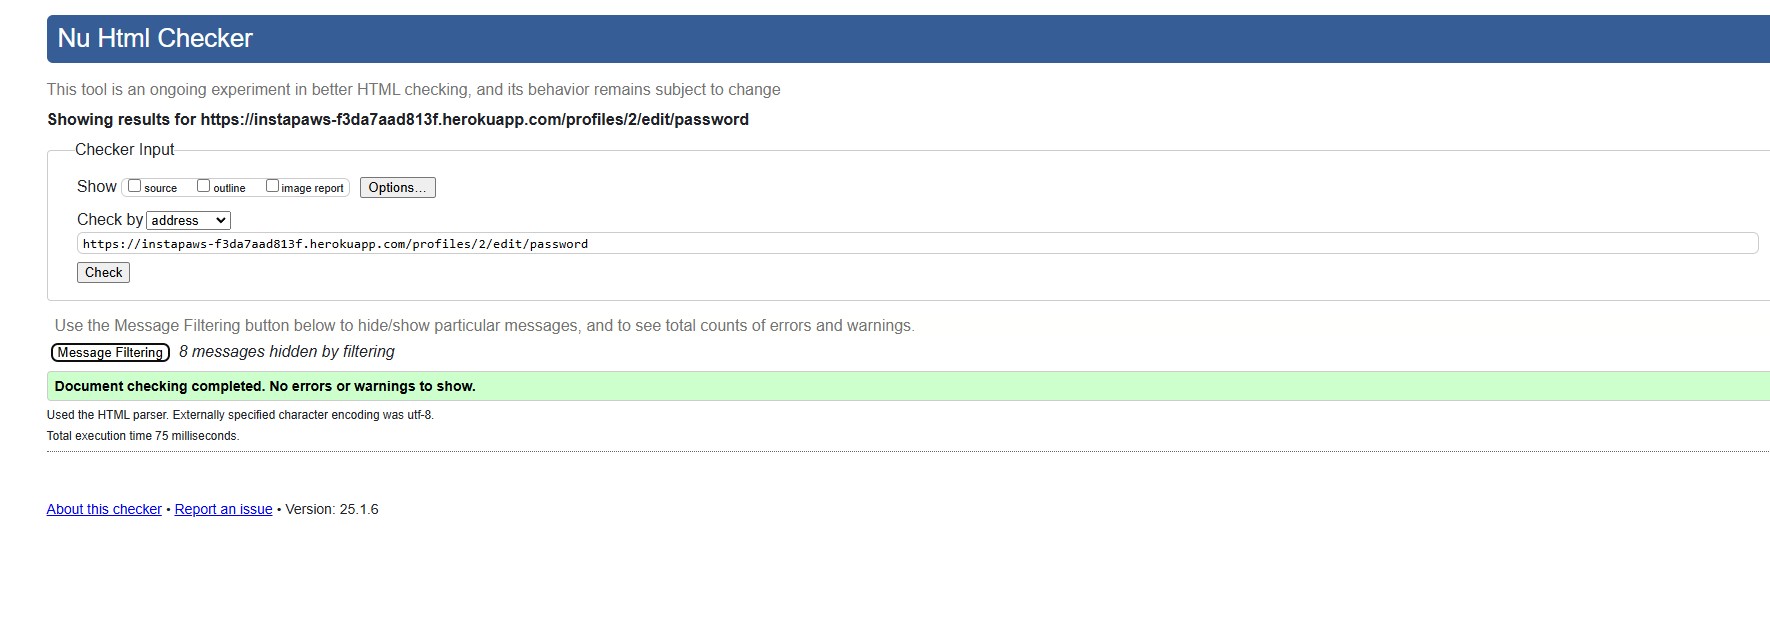 Nu Html Checker
This tool is an ongoing experiment in better HTML checking, and its behavior remains subject to change
Showing results for https://instapaws-f3da7aad813f.herokuapp.com/profiles/2/edit/password
Checker Input
Show source outline image report Options...
Check by address
https://instapaws-f3da7aad813f.herokuapp.com/profiles/2/edit/password
Check
Use the Message Filtering button below to hide/show particular messages, and to see total counts of errors and warnings.
Message Filtering 8 messages hidden by filtering
Document checking completed. No errors or warnings to show.
Used the HTML parser. Externally specified character encoding was utf-8.
Total execution time 75 milliseconds.
About this checker • Report an issue • Version: 25.1.6